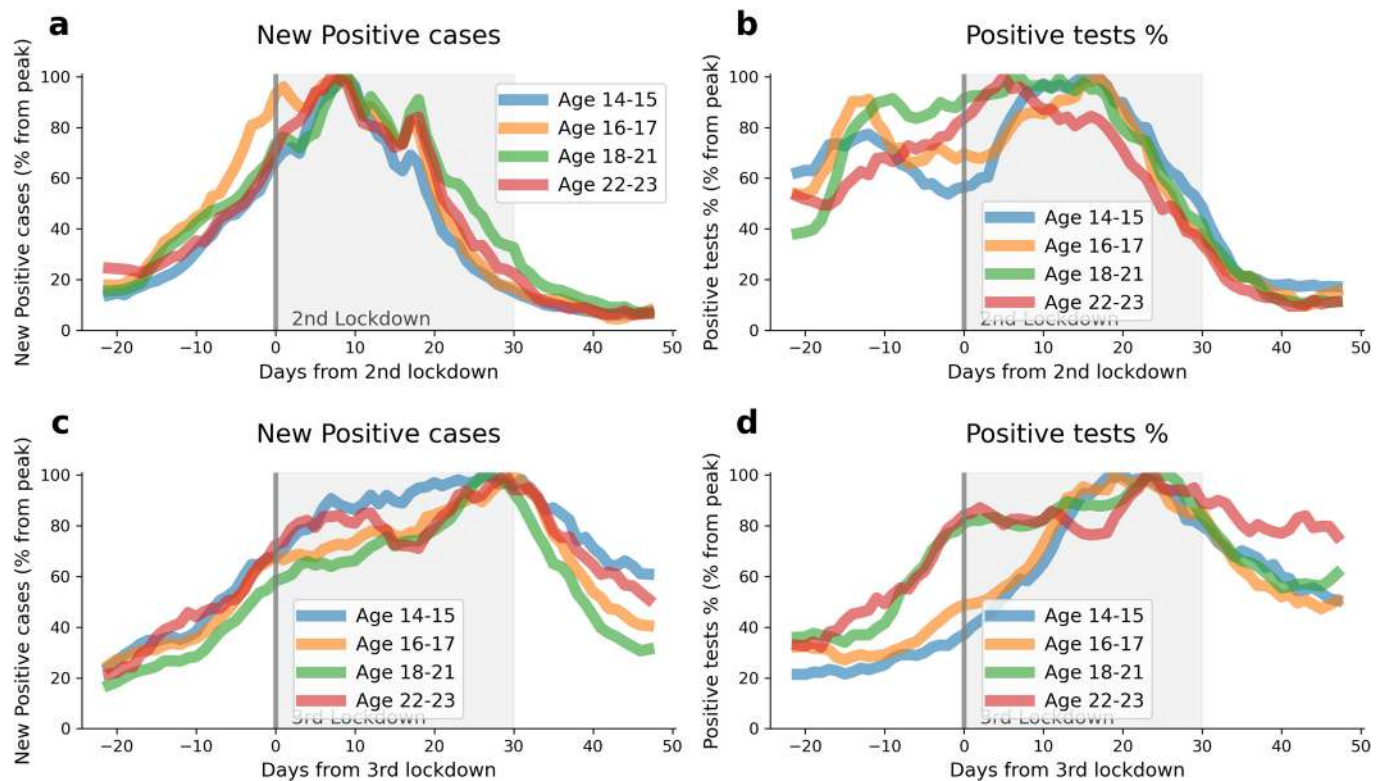 a
New Positive cases
New Positive cases (% from peak)
100
80
60
40
20
0
Age 14-15
Age 16-17
Age 18-21
Age 22-23
2nd Lockdown
−20
−10
0
10
20
30
40
50
Days from 2nd lockdown
b
Positive tests %
Positive tests % (% from peak)
100
80
60
40
20
0
Age 14-15
Age 16-17
Age 18-21
Age 22-23
2nd Lockdown
−20
−10
0
10
20
30
40
50
Days from 2nd lockdown
c
New Positive cases
New Positive cases (% from peak)
100
80
60
40
20
0
Age 14-15
Age 16-17
Age 18-21
Age 22-23
3rd Lockdown
−20
−10
0
10
20
30
40
50
Days from 3rd lockdown
d
Positive tests %
Positive tests % (% from peak)
100
80
60
40
20
0
Age 14-15
Age 16-17
Age 18-21
Age 22-23
3rd Lockdown
−20
−10
0
10
20
30
40
50
Days from 3rd lockdown